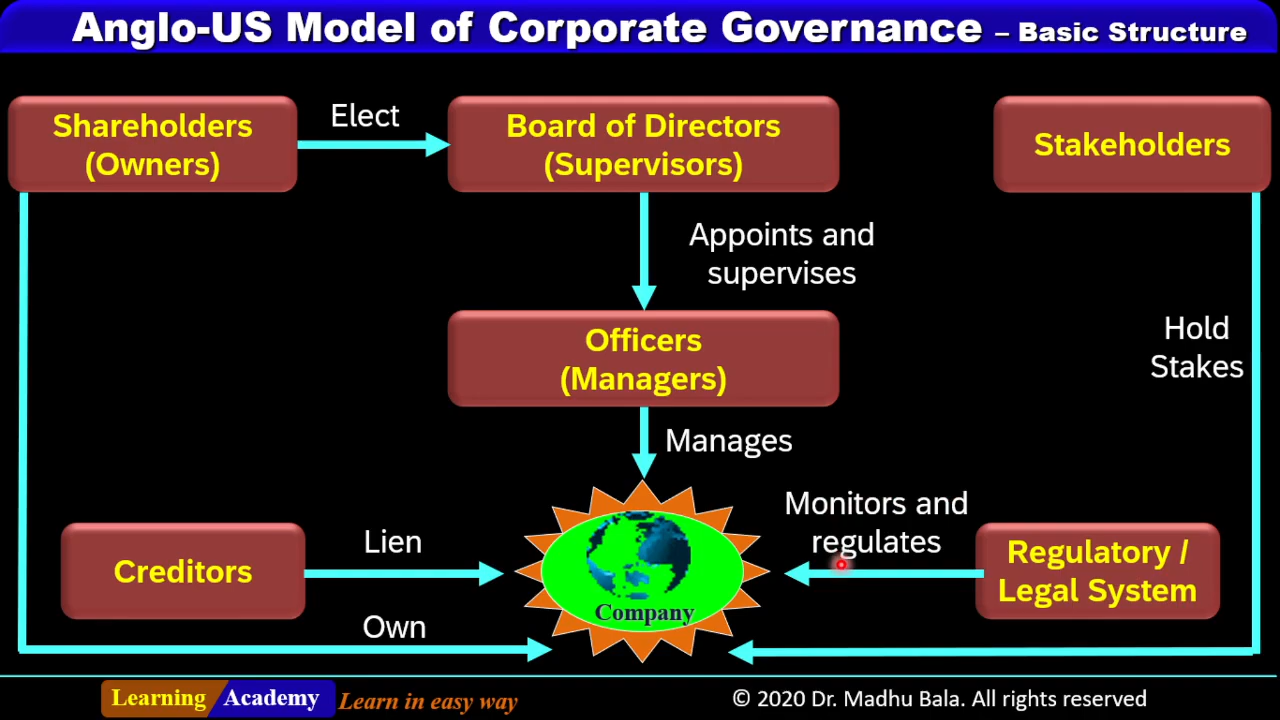 Anglo-US Model of Corporate Governance – Basic Structure
Shareholders
(Owners)
Elect
Board of Directors
(Supervisors)
Stakeholders
Appoints and
supervises
Officers
(Managers)
Hold
Stakes
Manages
Creditors
Lien
Company
Monitors and
regulates
Regulatory /
Legal System
Own
Learning Academy Learn in easy way
© 2020 Dr. Madhu Bala. All rights reserved